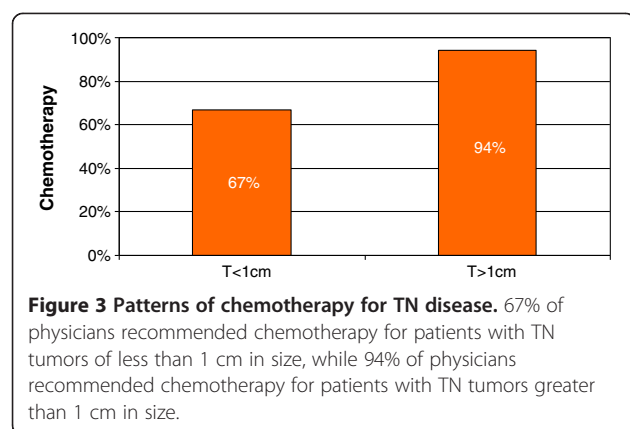 100%
80%
60%
40%
20%
0%
Chemotherapy
67%
94%
T<1cm
T>1cm
Figure 3 Patterns of chemotherapy for TN disease. 67% of
physicians recommended chemotherapy for patients with TN
tumors of less than 1 cm in size, while 94% of physicians
recommended chemotherapy for patients with TN tumors greater
than 1 cm in size.